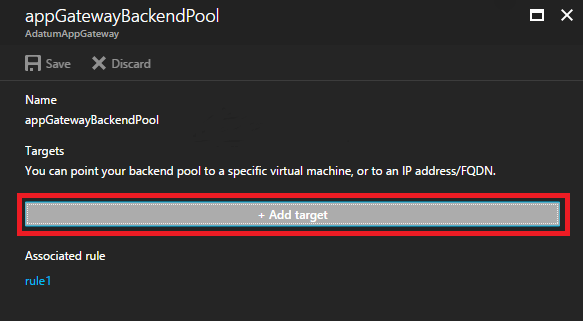 appGatewayBackendPool
AdatumAppGateway
Save Discard
Name
appGatewayBackendPool
Targets
You can point your backend pool to a specific virtual machine, or to an IP address/FQDN.
+ Add target
Associated rule
rule1